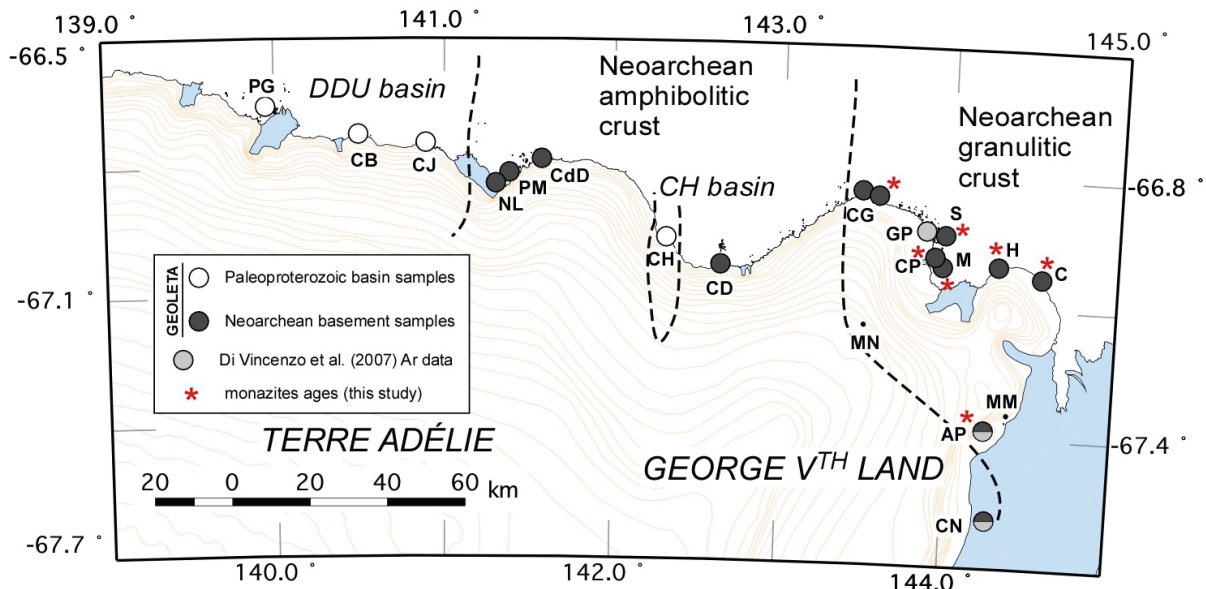 139.0 °
141.0 °
143.0 °
145.0 °
-66.5 °
PG
DDU basin
Neoarchean
amphibolitic
crust
Neoarchean
granulitic
crust
CB
CJ
CdD
PM
NL
CH basin
-66.8 °
CG
*
S
GP
*
*
H
*
CH
CP
M
*
C
CD
*
GEOLETA
Paleoproterozoic basin samples
Neoarchean basement samples
Di Vincenzo et al. (2007) Ar data
* monazites ages (this study)
-67.1 °
MN
MM
*
AP
TERRE ADÉLIE
GEORGE VTH LAND
-67.4 °
20 0 20 40 60 km
CN
-67.7 °
140.0 °
142.0 °
144.0 °